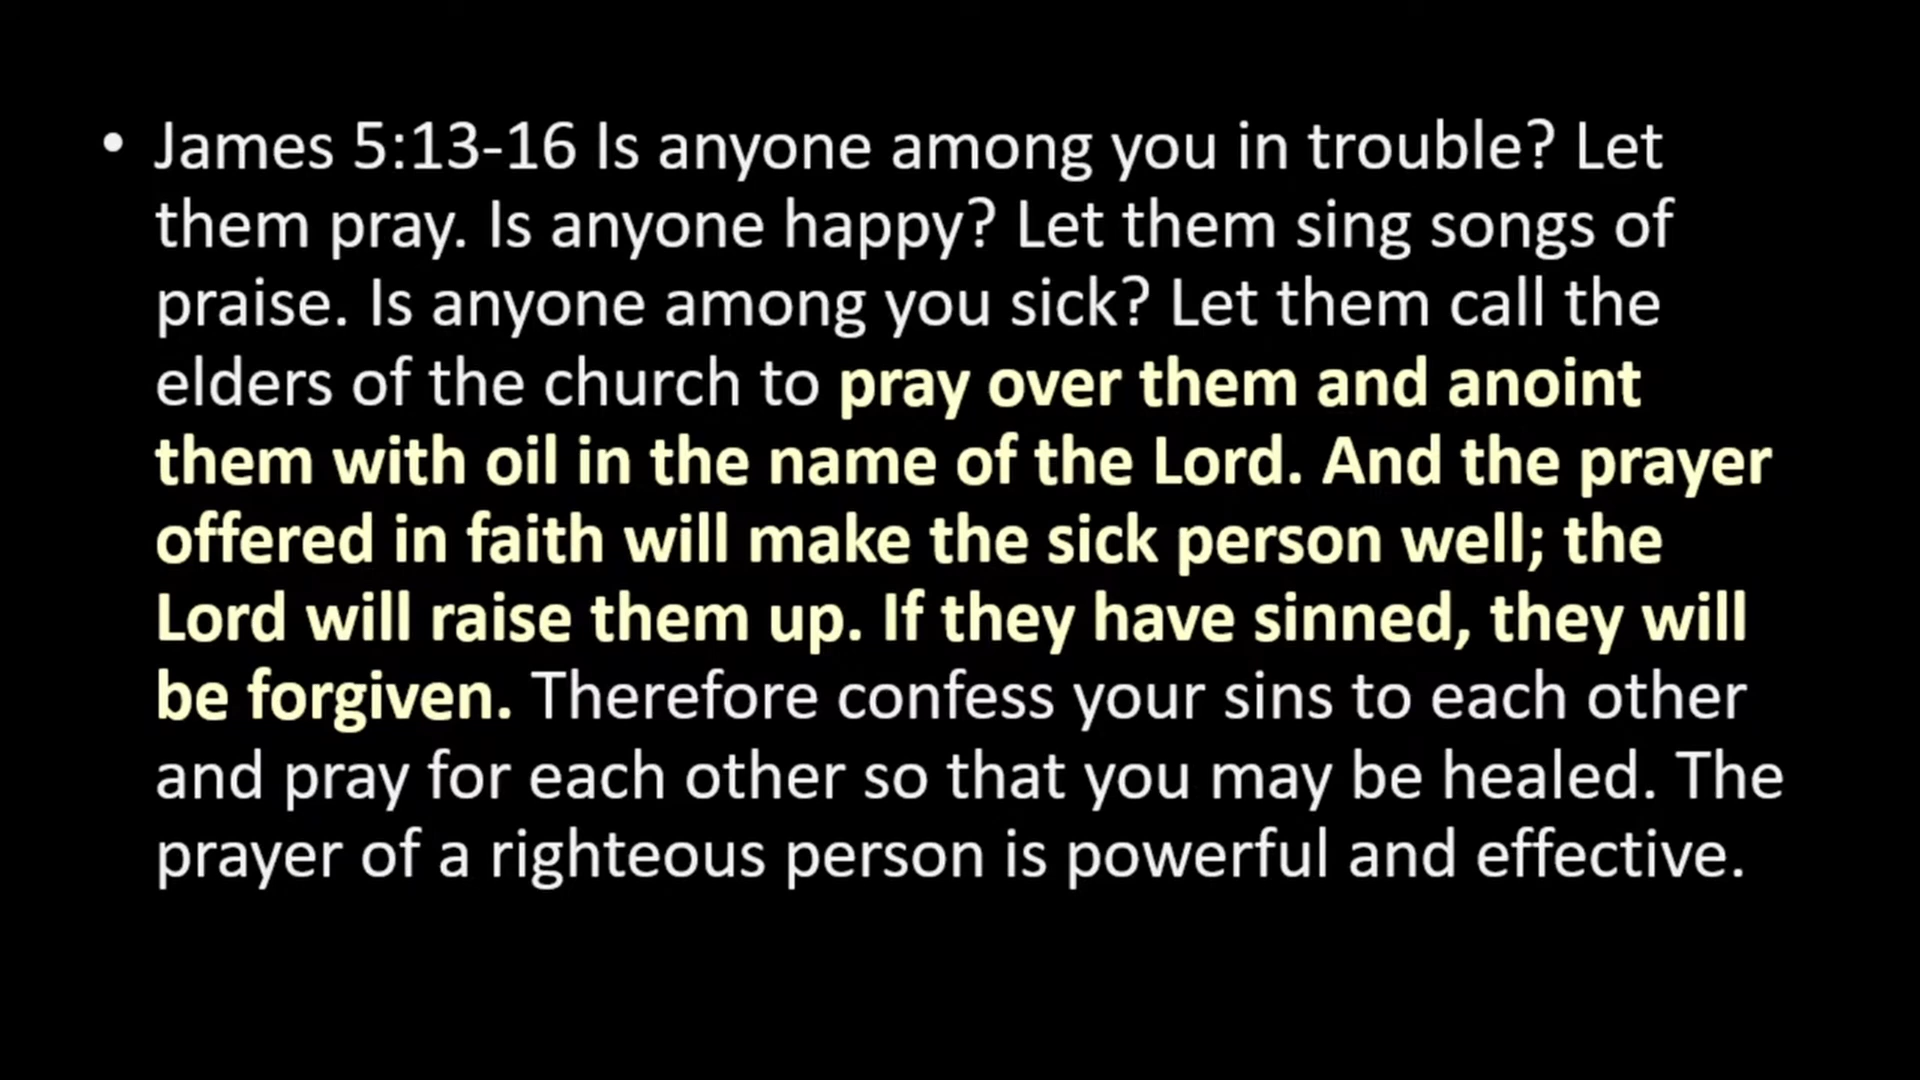 • James 5:13-16 Is anyone among you in trouble? Let
them pray. Is anyone happy? Let them sing songs of
praise. Is anyone among you sick? Let them call the
elders of the church to pray over them and anoint
them with oil in the name of the Lord. And the prayer
offered in faith will make the sick person well; the
Lord will raise them up. If they have sinned, they will
be forgiven. Therefore confess your sins to each other
and pray for each other so that you may be healed. The
prayer of a righteous person is powerful and effective.